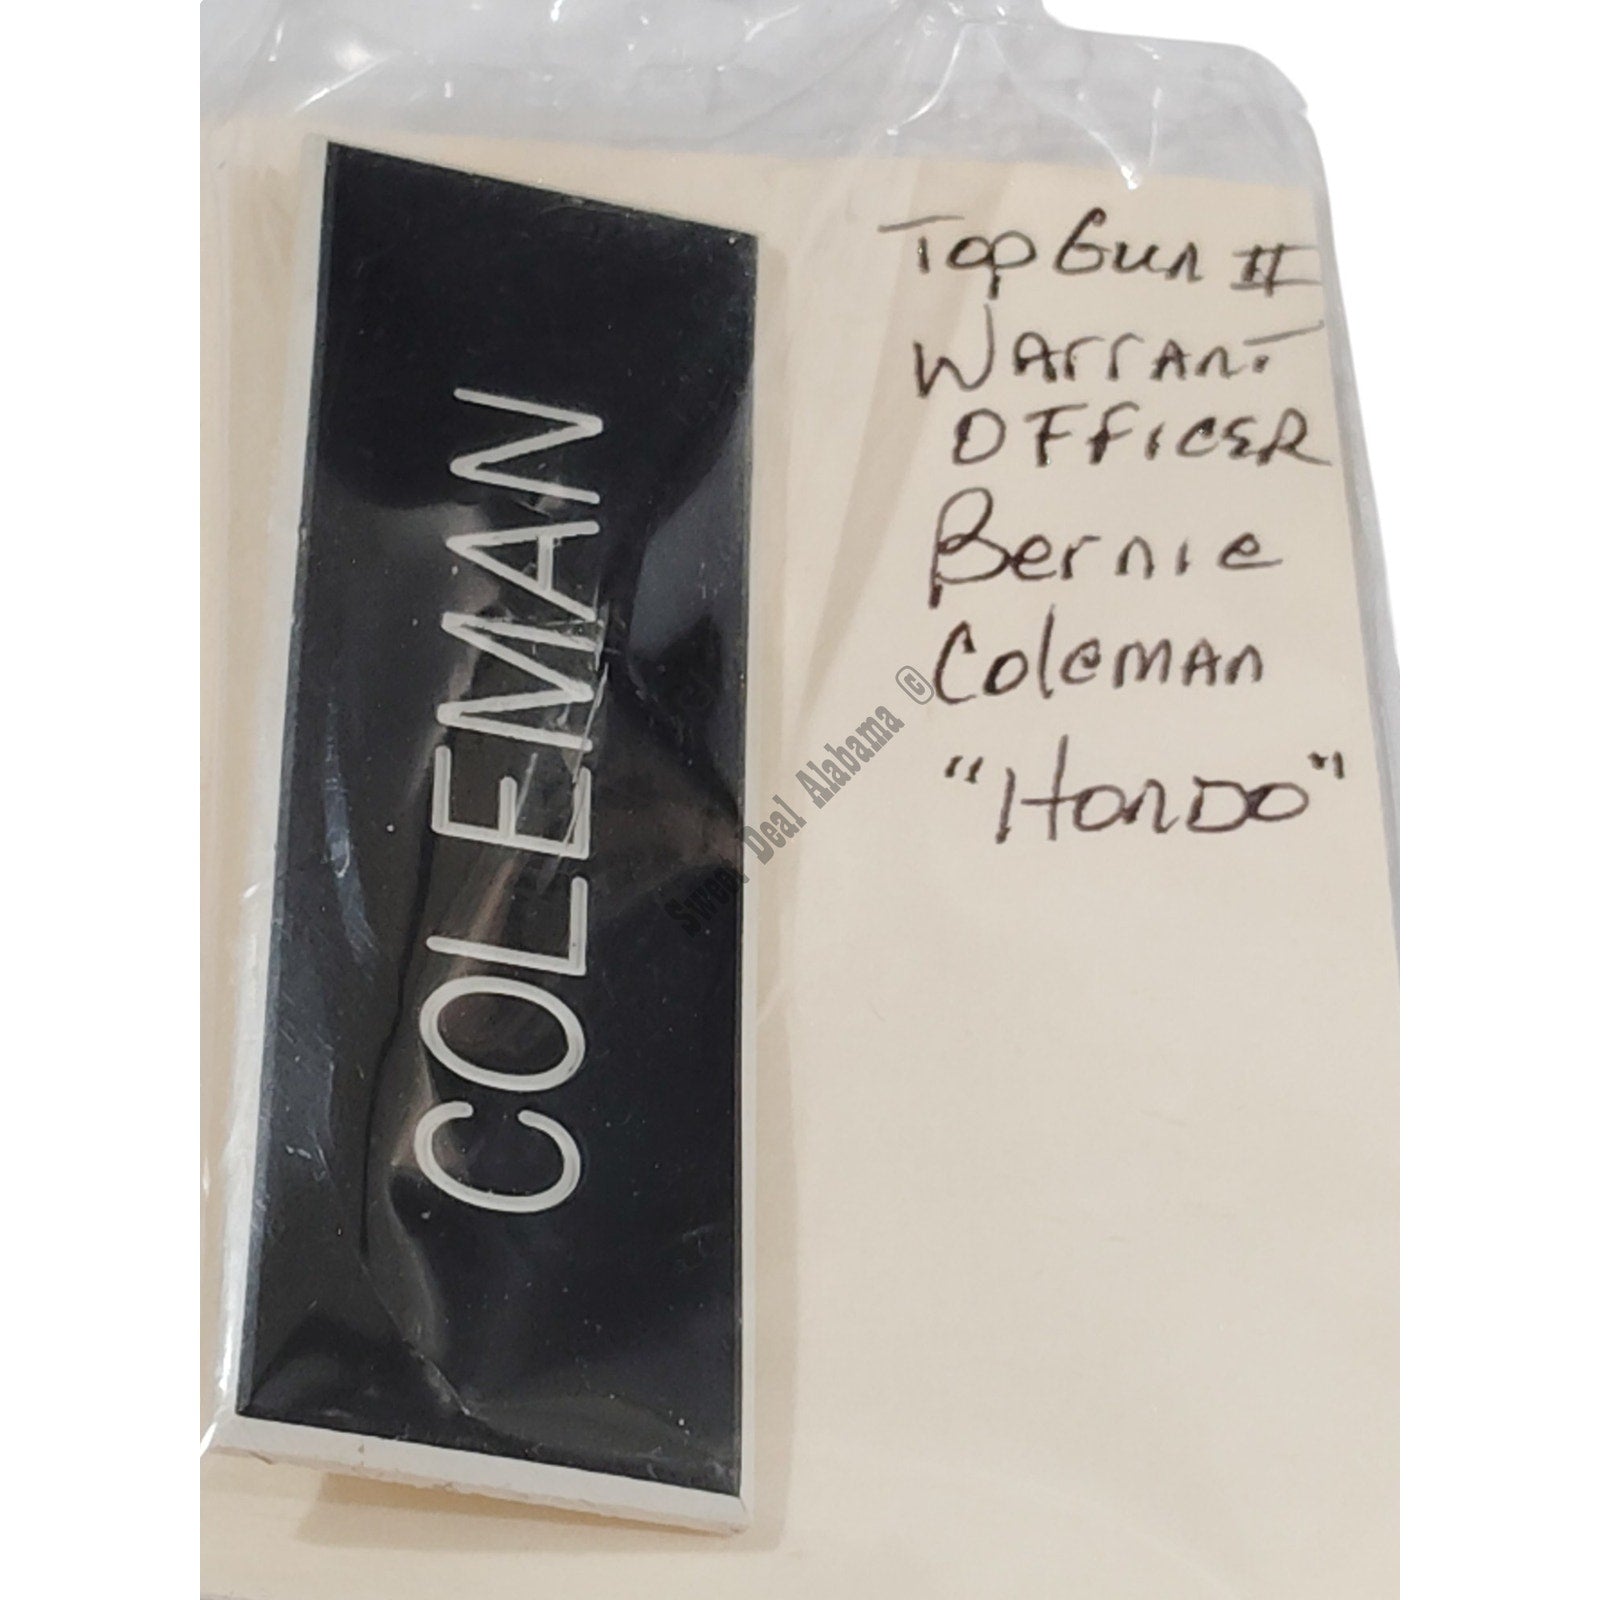 COLEMAN
Top Gun II
Warrant
Officer
Bernie
Coleman
"Hondo"
Sweet Deal Alabama ©